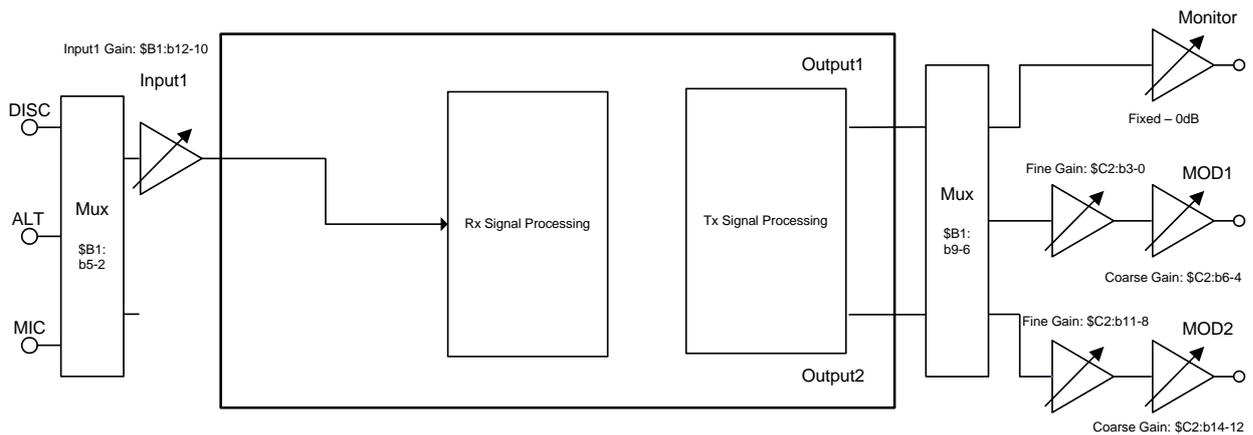 Input1 Gain: $B1:b12-10
Input1
DISC
ALT
MIC
Mux
$B1:
b5-2
Rx Signal Processing
Tx Signal Processing
Output1
Output2
Mux
$B1:
b9-6
Monitor
Fixed – 0dB
Fine Gain: $C2:b3-0
MOD1
Coarse Gain: $C2:b6-4
Fine Gain: $C2:b11-8
MOD2
Coarse Gain: $C2:b14-12